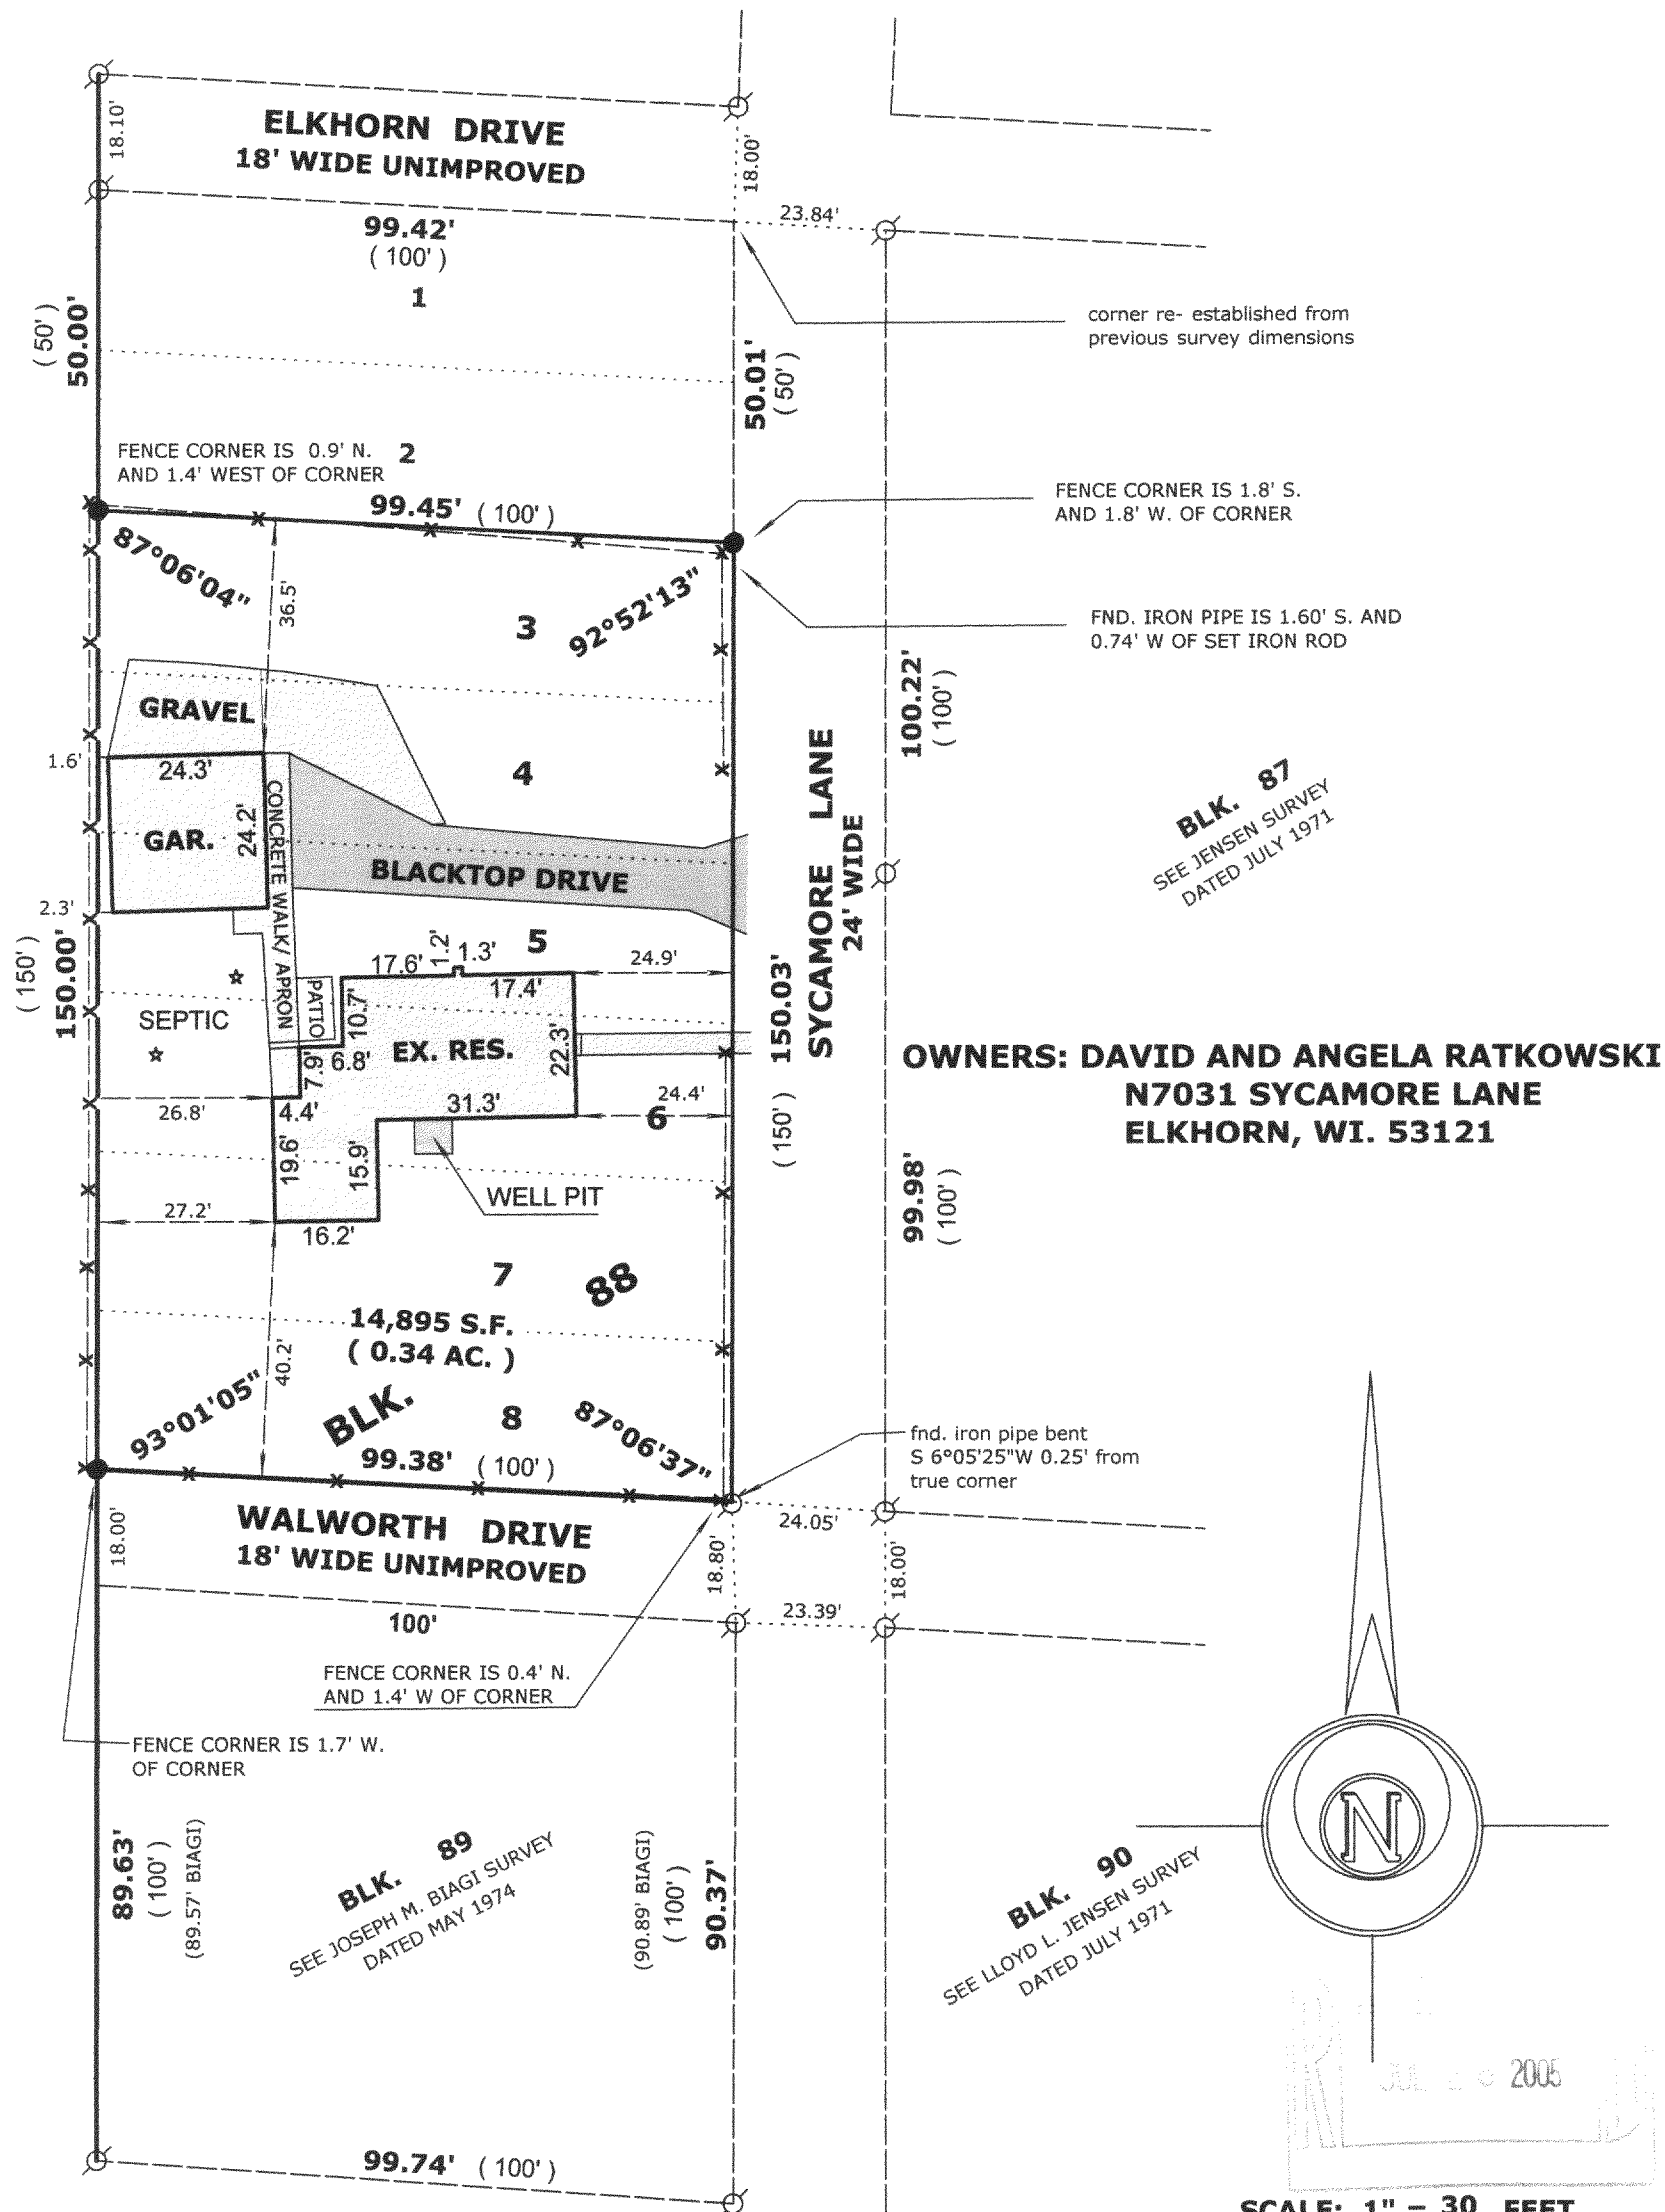 18.10'
ELKHORN DRIVE
18' WIDE UNIMPROVED
18.00'
23.84'
99.42'
( 100' )
1
( 50' )
50.00'
corner re- established from
previous survey dimensions
50.01'
( 50' )
FENCE CORNER IS 0.9' N.
AND 1.4' WEST OF CORNER
2
99.45' ( 100' )
FENCE CORNER IS 1.8' S.
AND 1.8' W. OF CORNER
87°06'04"
36.5'
3
92°52'13"
FND. IRON PIPE IS 1.60' S. AND
0.74' W OF SET IRON ROD
100.22'
( 100' )
GRAVEL
1.6'
24.3'
4
GAR.
24.2'
CONCRETE WALK/ APRON
BLACKTOP DRIVE
SYCAMORE LANE
24' WIDE
BLK. 87
SEE JENSEN SURVEY
DATED JULY 1971
2.3'
( 150' )
150.00'
5
17.6'
1.2'
1.3'
24.9'
17.4'
SEPTIC
PATIO
10.7'
EX. RES.
22.3'
7.9'
6.8'
150.03'
( 150' )
OWNERS: DAVID AND ANGELA RATKOWSKI
N7031 SYCAMORE LANE
ELKHORN, WI. 53121
26.8'
4.4'
31.3'
24.4'
6
19.6'
15.9'
WELL PIT
27.2'
16.2'
99.98'
( 100' )
7
88
14,895 S.F.
( 0.34 AC. )
40.2'
93°01'05"
BLK.
8
87°06'37"
99.38' ( 100' )
fnd. iron pipe bent
S 6°05'25"W 0.25' from
true corner
18.00'
WALWORTH DRIVE
18' WIDE UNIMPROVED
24.05'
18.80'
18.00'
23.39'
100'
FENCE CORNER IS 0.4' N.
AND 1.4' W OF CORNER
FENCE CORNER IS 1.7' W.
OF CORNER
89.63'
( 100' )
(89.57' BIAGI)
BLK. 89
SEE JOSEPH M. BIAGI SURVEY
DATED MAY 1974
(90.89' BIAGI)
( 100' )
90.37'
BLK. 90
SEE LLOYD L. JENSEN SURVEY
DATED JULY 1971
N
JUL 2005
99.74' ( 100' )
SCALE: 1" = 30 FEET